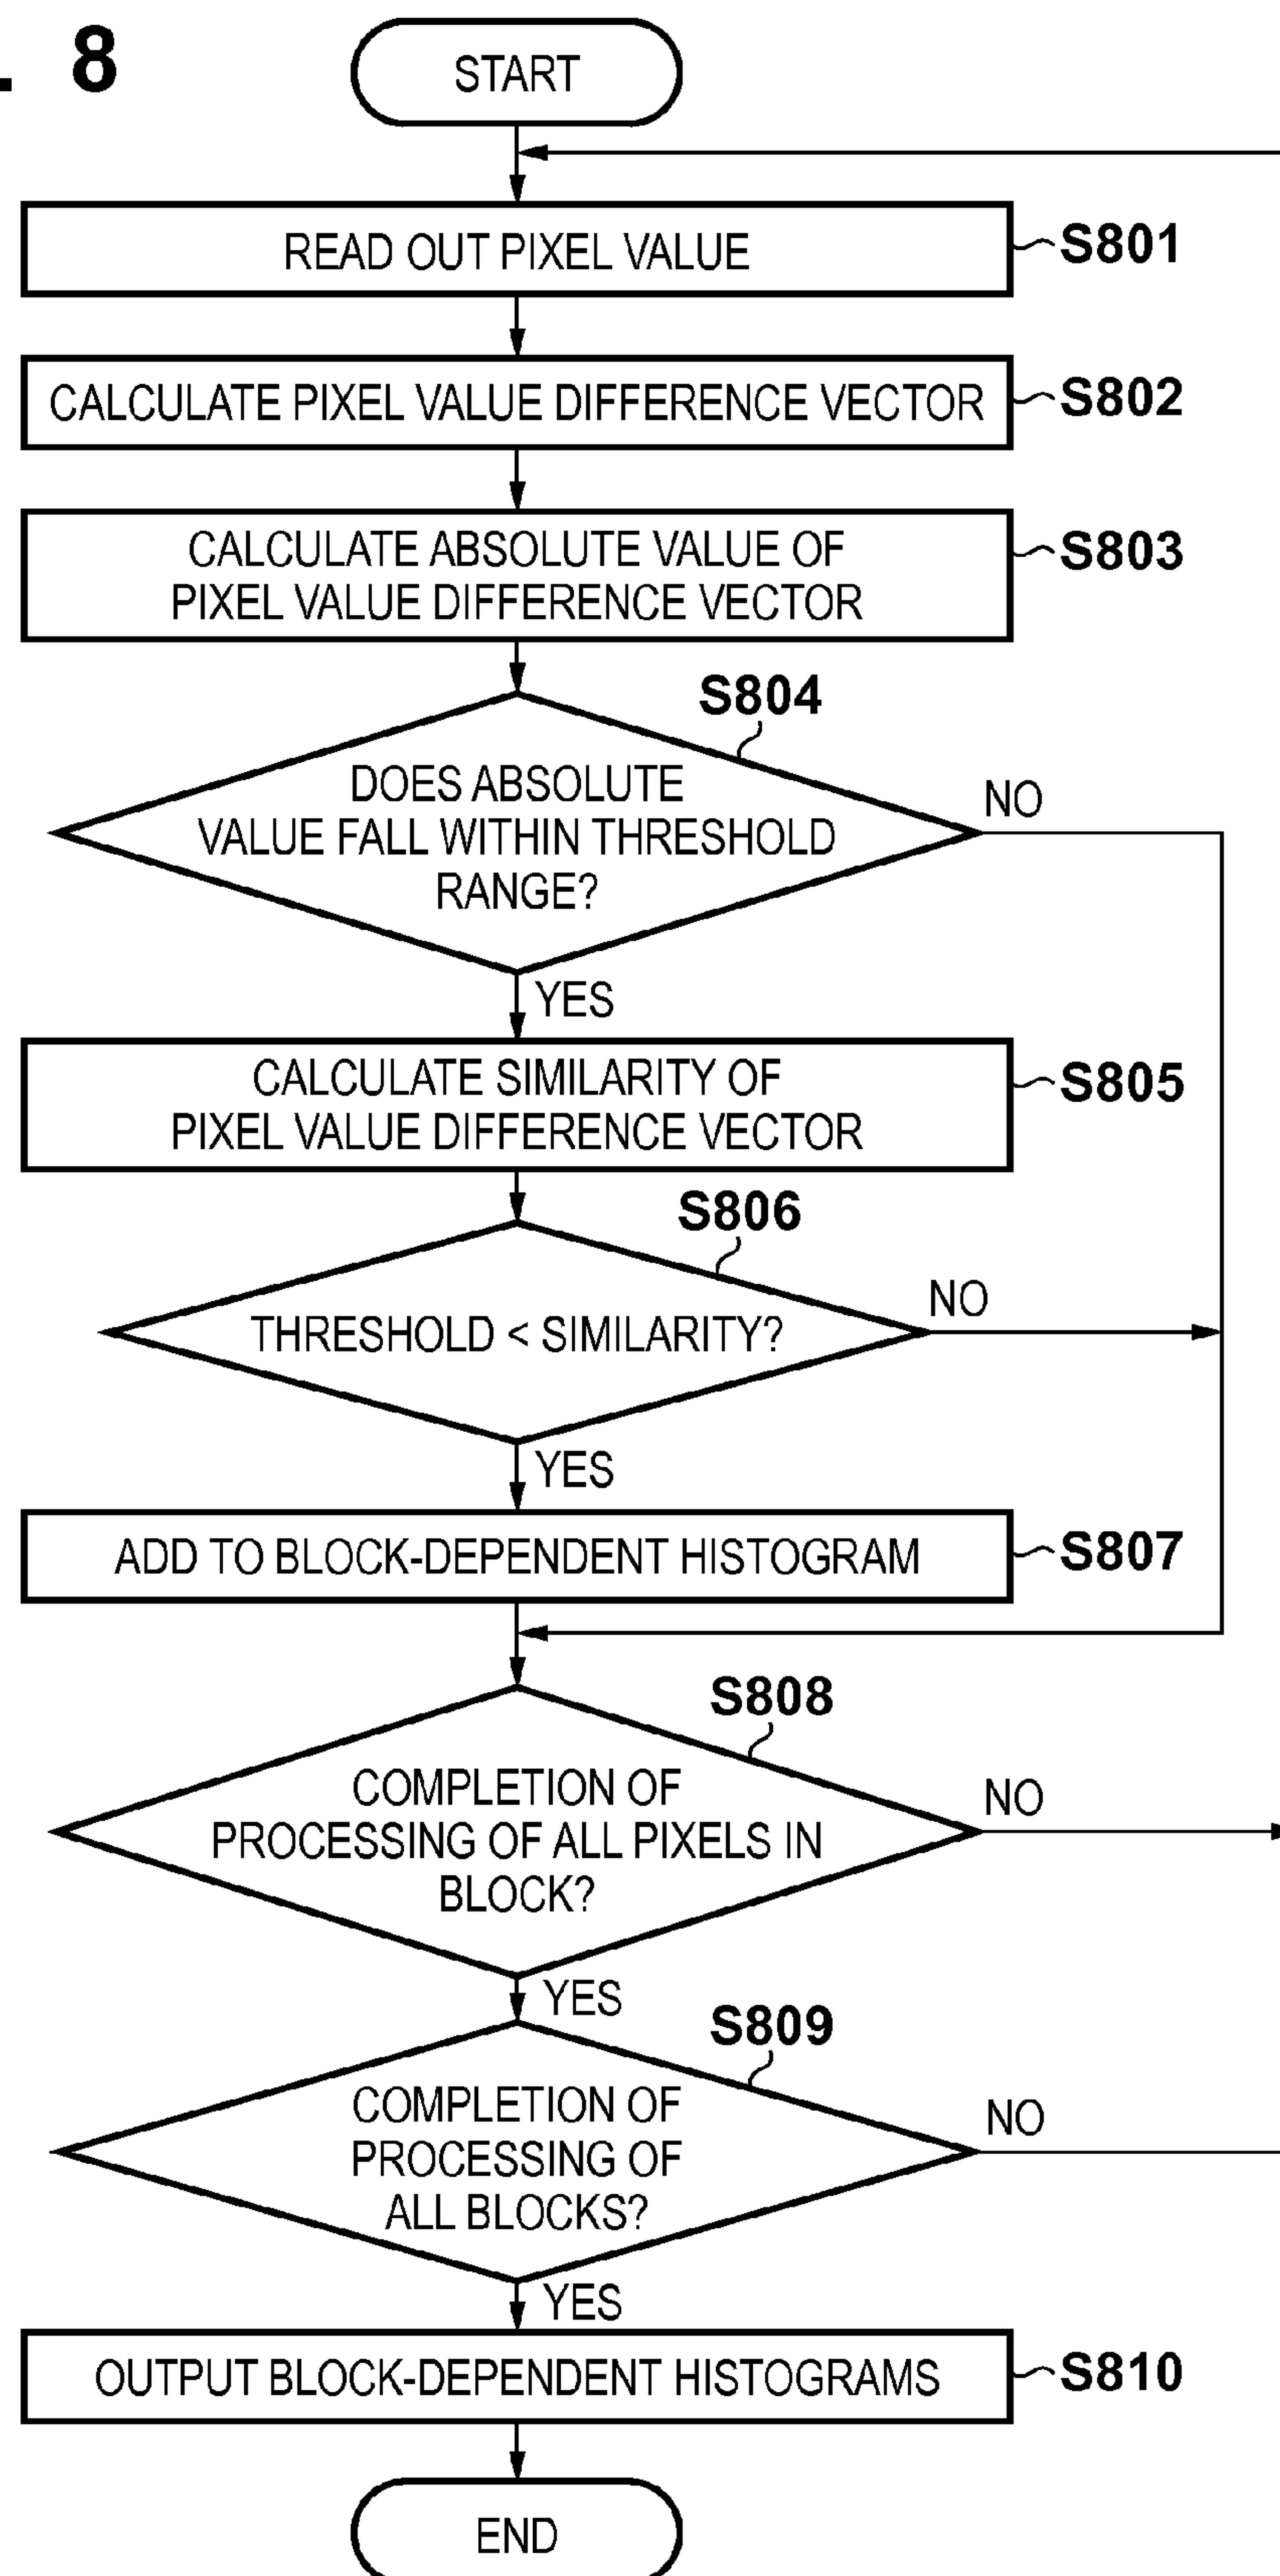 . 8
START
READ OUT PIXEL VALUE
S801
CALCULATE PIXEL VALUE DIFFERENCE VECTOR
S802
CALCULATE ABSOLUTE VALUE OF
PIXEL VALUE DIFFERENCE VECTOR
S803
S804
DOES ABSOLUTE
VALUE FALL WITHIN THRESHOLD
RANGE?
NO
YES
CALCULATE SIMILARITY OF
PIXEL VALUE DIFFERENCE VECTOR
S805
S806
THRESHOLD < SIMILARITY?
NO
YES
ADD TO BLOCK-DEPENDENT HISTOGRAM
S807
S808
COMPLETION OF
PROCESSING OF ALL PIXELS IN
BLOCK?
NO
YES
S809
COMPLETION OF
PROCESSING OF
ALL BLOCKS?
NO
YES
OUTPUT BLOCK-DEPENDENT HISTOGRAMS
S810
END